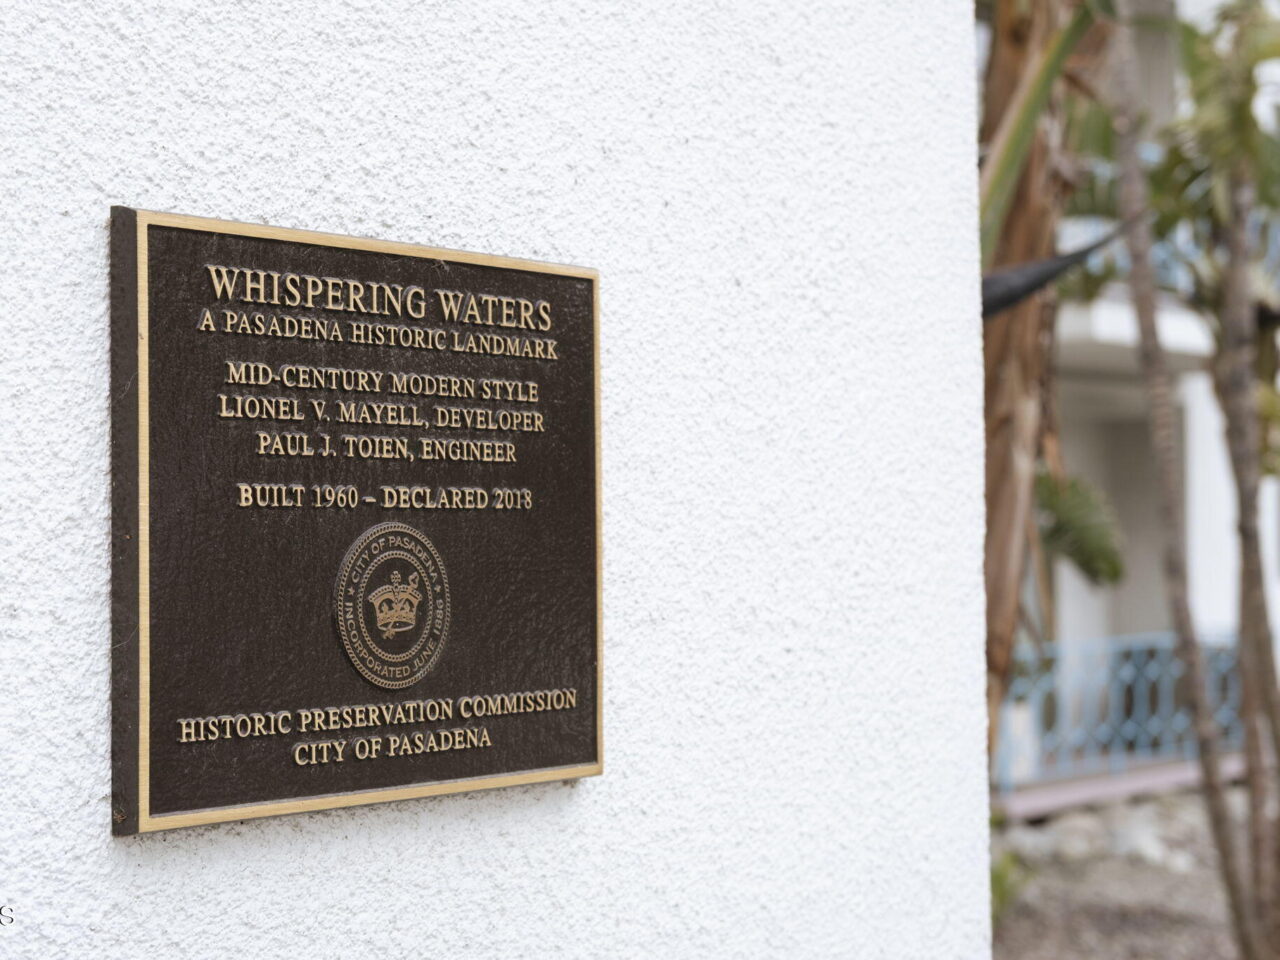 WHISPERING WATERS
A PASADENA HISTORIC LANDMARK
MID-CENTURY MODERN STYLE
LIONEL V. MAYELL, DEVELOPER
PAUL J. TOIEN, ENGINEER
BUILT 1960 – DECLARED 2018
CITY OF PASADENA
INCORPORATED JUNE 1886
HISTORIC PRESERVATION COMMISSION
CITY OF PASADENA
S